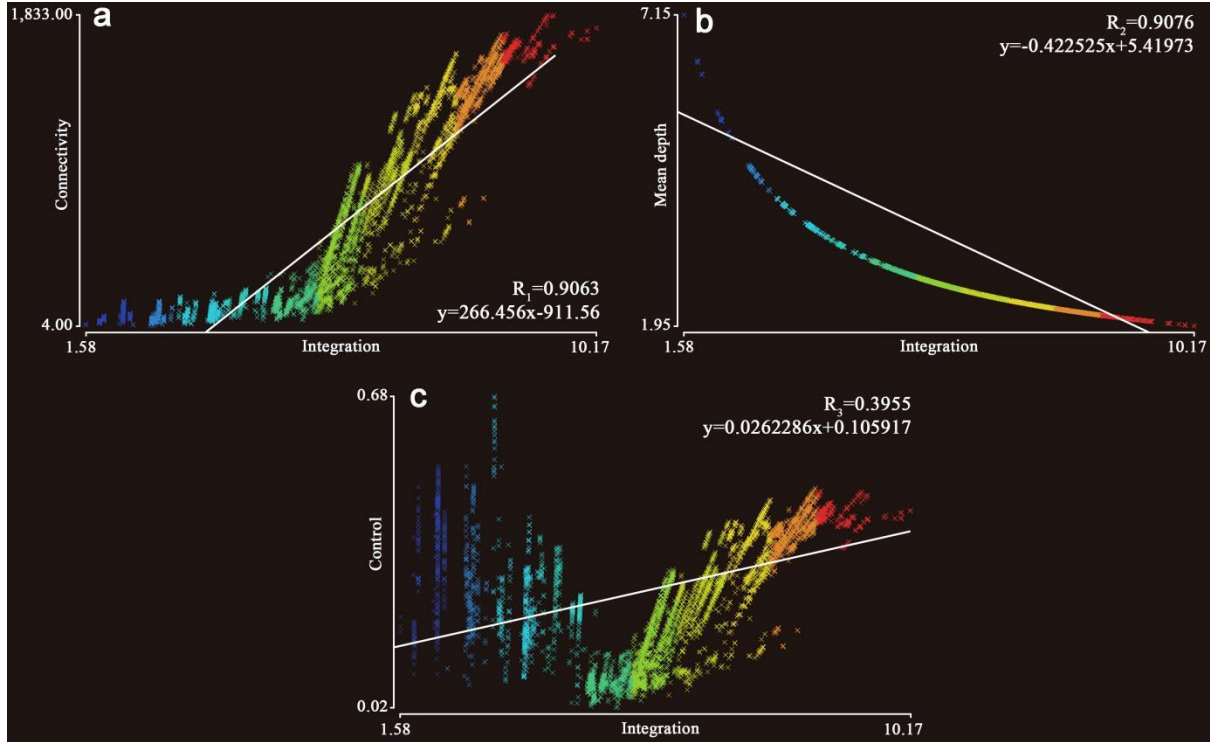 a
1,833.00
Connectivity
4.00
1.58
Integration
10.17
R₁=0.9063
y=266.456x-911.56
b
7.15
Mean depth
1.95
1.58
Integration
10.17
R₂=0.9076
y=-0.422525x+5.41973
c
0.68
Control
0.02
1.58
Integration
10.17
R₃=0.3955
y=0.0262286x+0.105917